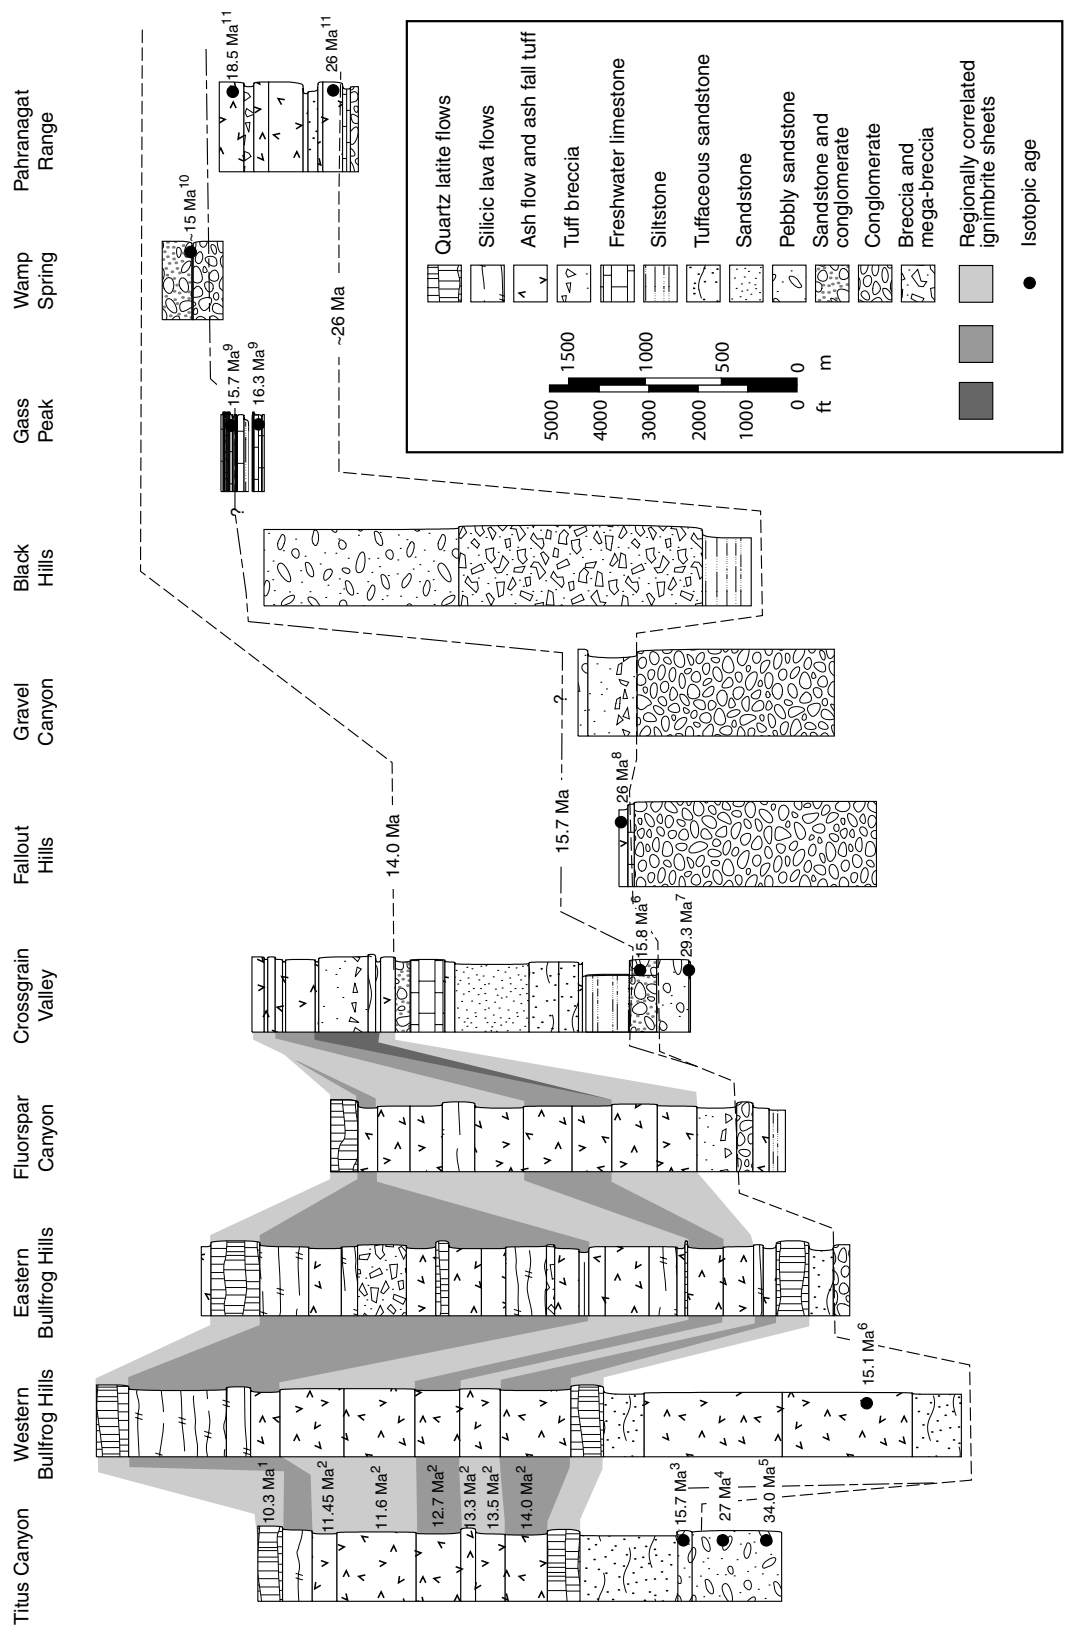 Titus Canyon
Western
Bullfrog Hills
Eastern
Bullfrog Hills
Fluorspar
Canyon
Crossgrain
Valley
Fallout
Hills
Gravel
Canyon
Black
Hills
Gass
Peak
Wamp
Spring
Pahranagat
Range
10.3 Ma¹
11.45 Ma²
11.6 Ma²
12.7 Ma²
13.3 Ma²
13.5 Ma²
14.0 Ma²
15.7 Ma³
27 Ma⁴
34.0 Ma⁵
15.1 Ma⁶
14.0 Ma
15.7 Ma
15.8 Ma⁶
29.3 Ma⁷
26 Ma⁸
?
?
15.7 Ma⁹
16.3 Ma⁹
~26 Ma
~15 Ma¹⁰
18.5 Ma¹¹
26 Ma¹¹
5000
4000
3000
2000
1000
0
ft
1500
1000
500
0
m
Quartz latite flows
Silicic lava flows
Ash flow and ash fall tuff
Tuff breccia
Freshwater limestone
Siltstone
Tuffaceous sandstone
Sandstone
Pebbly sandstone
Sandstone and
conglomerate
Conglomerate
Breccia and
mega-breccia
Regionally correlated
ignimbrite sheets
Isotopic age